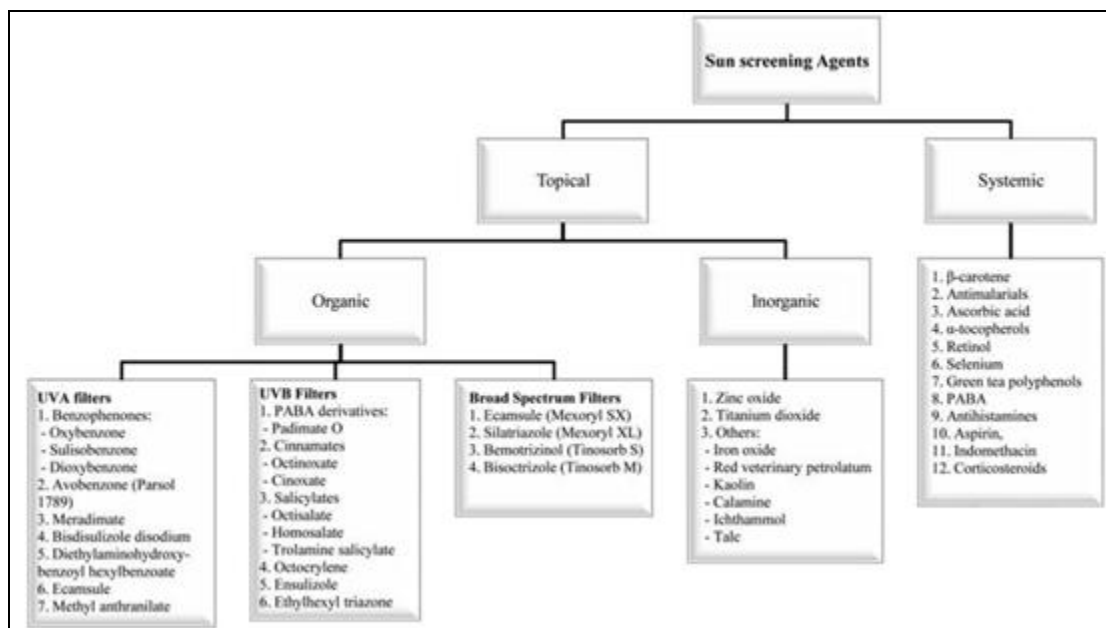 Sun screening Agents
Topical
Systemic
Organic
Inorganic
1. β-carotene
2. Antimalarials
3. Ascorbic acid
4. α-tocopherols
5. Retinol
6. Selenium
7. Green tea polyphenols
8. PABA
9. Antihistamines
10. Aspirin,
11. Indomethacin
12. Corticosteroids
UVA filters
1. Benzophenones:
- Oxybenzone
- Sulisobenzone
- Dioxybenzone
2. Avobenzone (Parsol
1789)
3. Meradimate
4. Bisdisulizole disodium
5. Diethylaminohydroxy-
benzoyl hexylbenzoate
6. Ecamsule
7. Methyl anthranilate
UVB Filters
1. PABA derivatives:
- Padimate O
2. Cinnamates
- Octinoxate
- Cinoxate
3. Salicylates
- Octisalate
- Homosalate
- Trolamine salicylate
4. Octocrylene
5. Ensulizole
6. Ethylhexyl triazone
Broad Spectrum Filters
1. Ecamsule (Mexoryl SX)
2. Silatriazole (Mexoryl XL)
3. Bemotrizinol (Tinosorb S)
4. Bisoctrizole (Tinosorb M)
1. Zinc oxide
2. Titanium dioxide
3. Others:
- Iron oxide
- Red veterinary petrolatum
- Kaolin
- Calamine
- Ichthammol
- Talc